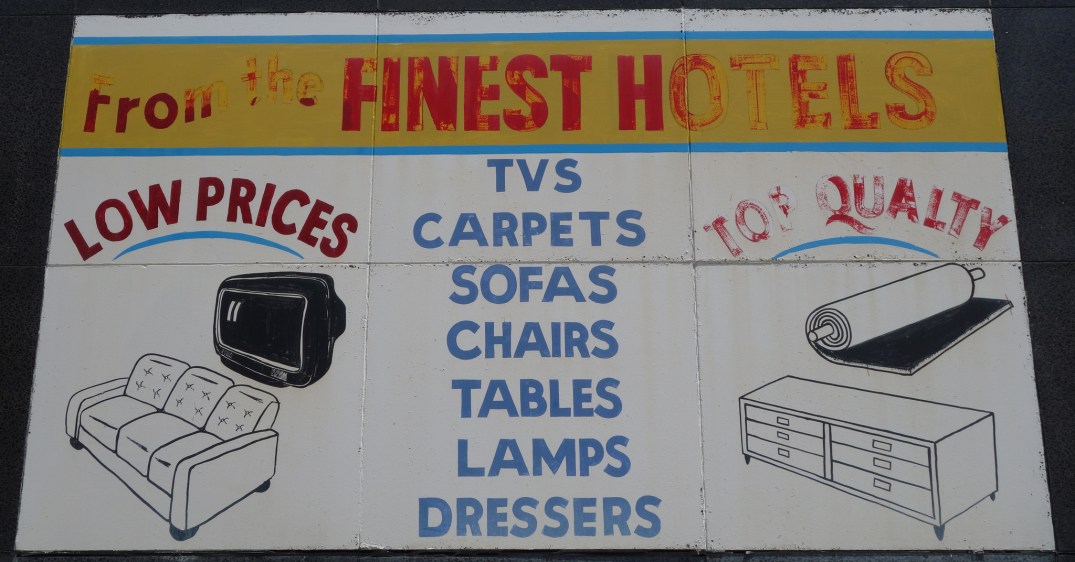 From the FINEST HOTELS
LOW PRICES
TVS
CARPETS
SOFAS
CHAIRS
TABLES
LAMPS
DRESSERS
TOP QUALTY